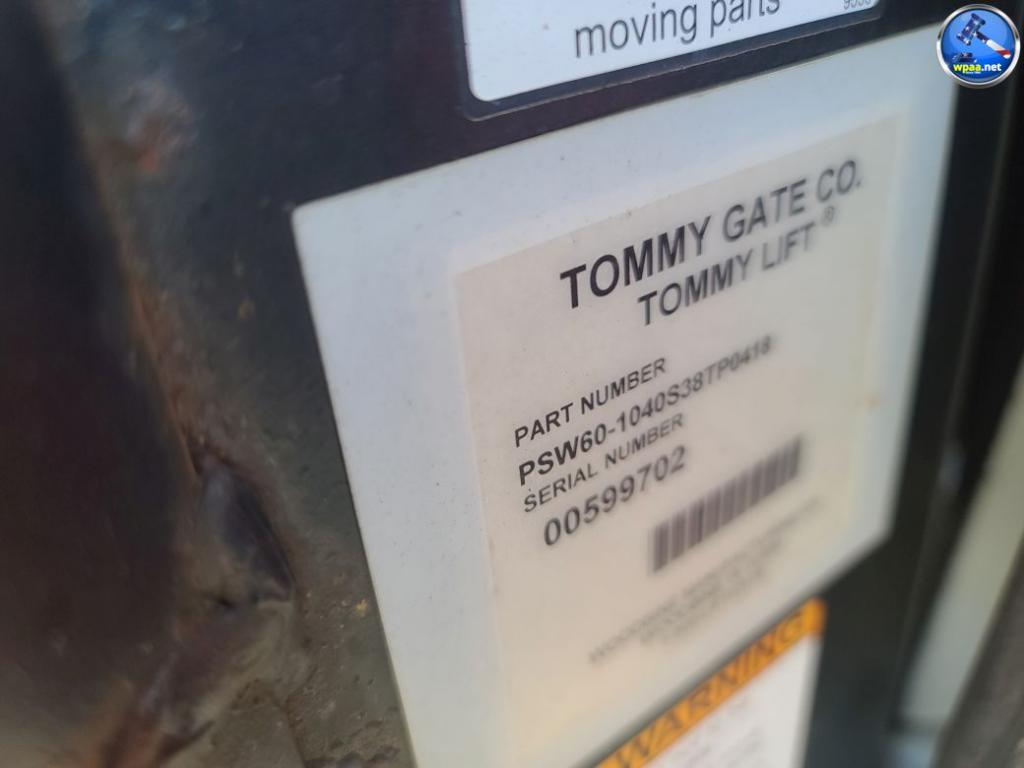 moving parts
wpaa.net
TOMMY GATE CO.
TOMMY LIFT ®
PART NUMBER
PSW60-1040S38TP0418
SERIAL NUMBER
00599702
WARNING